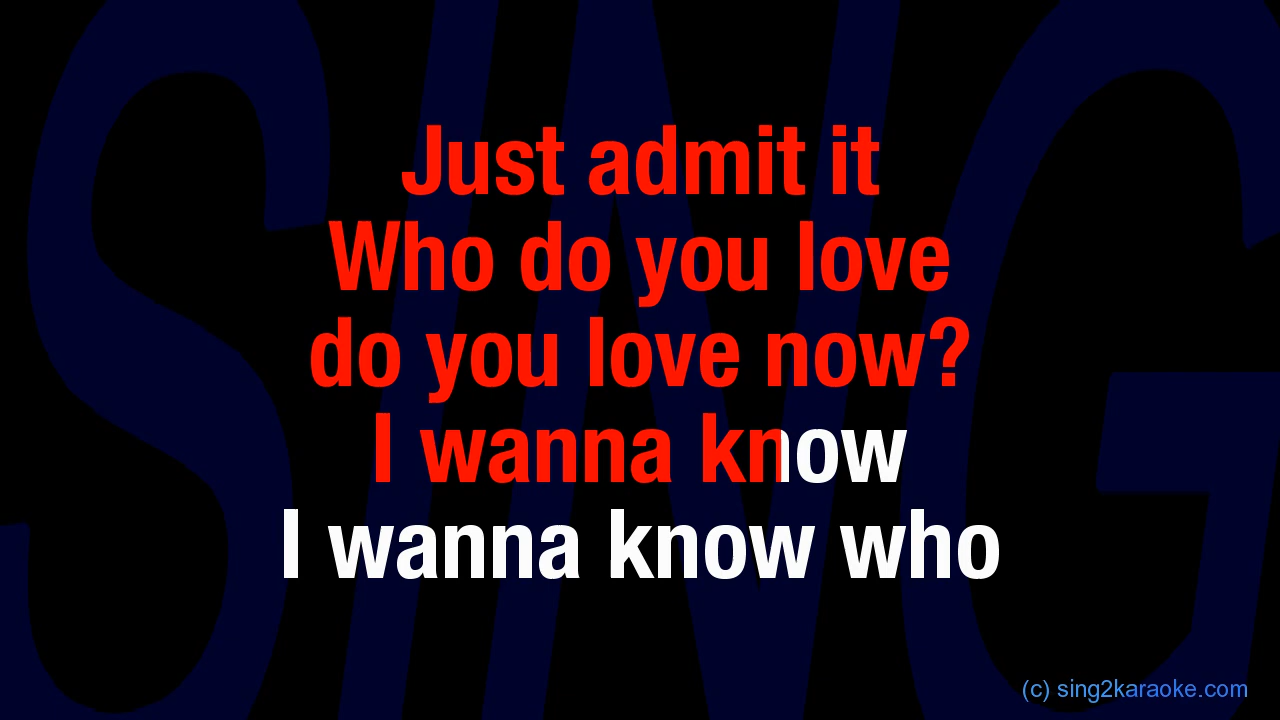 SING
Just admit it
Who do you love
do you love now?
I wanna know
I wanna know who
(c) sing2karaoke.com